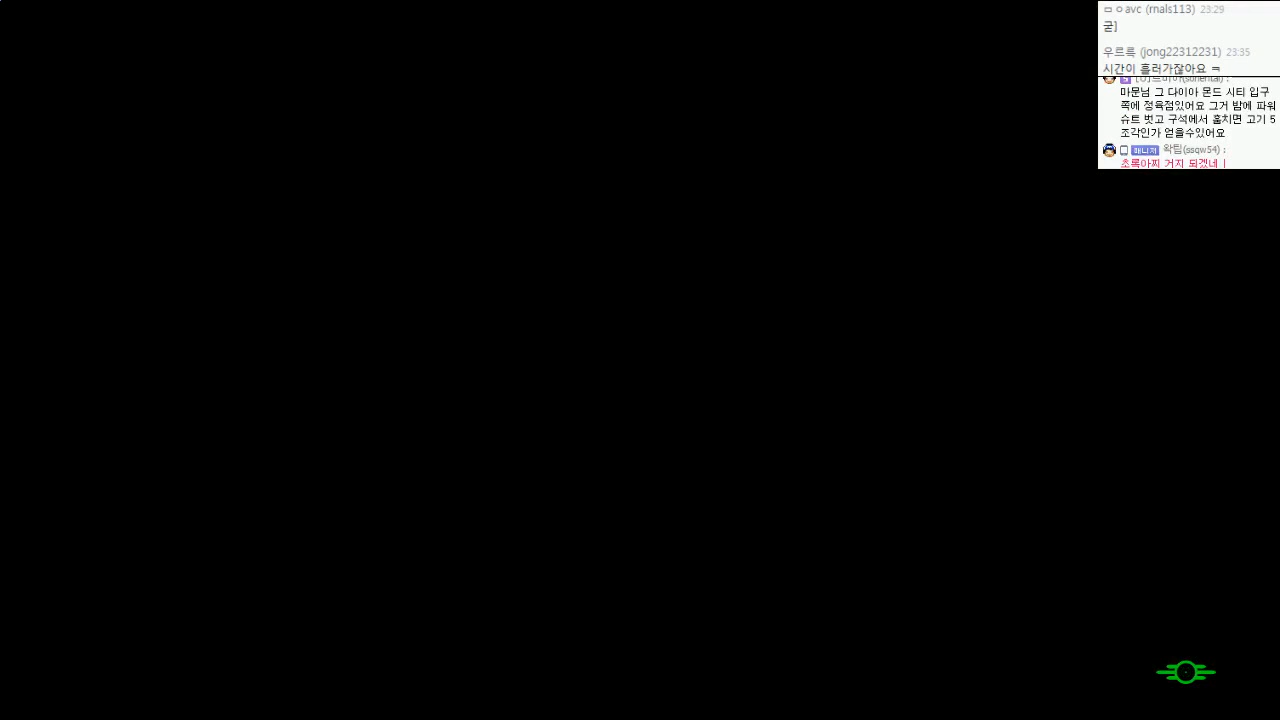 ㅁㅇavc (rnals113) 23:29
굳]
우르륵 (jong22312231) 23:35
시간이 흘러가잖아요 ㅋ
마문님 그 다이아 몬드 시티 입구
쪽에 정육점있어요 그거 밤에 파워
슈트 벗고 구석에서 훔치면 고기 5
조각인가 얻을수있어요
매니저 왁팁(ssqw54) :
초록아찌 거지 되겠네 ㅣ